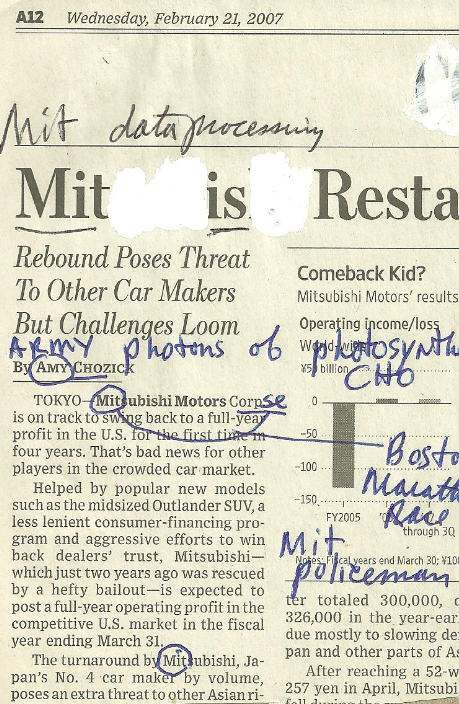 A12 Wednesday, February 21, 2007
Mit data processing
Mit is Resta
Rebound Poses Threat
To Other Car Makers
But Challenges Loom
ARMY photons of photosynth
CHO
By AMY CHOZICK
TOKYO—Mitsubishi Motors Corpse
is on track to swing back to a full-year
profit in the U.S. for the first time in
four years. That's bad news for other
players in the crowded car market.
Helped by popular new models
such as the midsized Outlander SUV, a
less lenient consumer-financing pro-
gram and aggressive efforts to win
back dealers' trust, Mitsubishi—
which just two years ago was rescued
by a hefty bailout—is expected to
post a full-year operating profit in the
competitive U.S. market in the fiscal
year ending March 31.
The turnaround by Mitsubishi, Ja-
pan's No. 4 car maker by volume,
poses an extra threat to other Asian ri-
Comeback Kid?
Mitsubishi Motors' results
Operating income/loss
World-wide
¥50 billion
0
−50
−100
−150
FY2005
through 3Q
Bosto
Marath
Race
Mit
policeman
Notes: Fiscal years end March 30; ¥100
ter totaled 300,000, d
326,000 in the year-ear
due mostly to slowing de
pan and other parts of As
After reaching a 52-w
257 yen in April, Mitsubi
fell during the